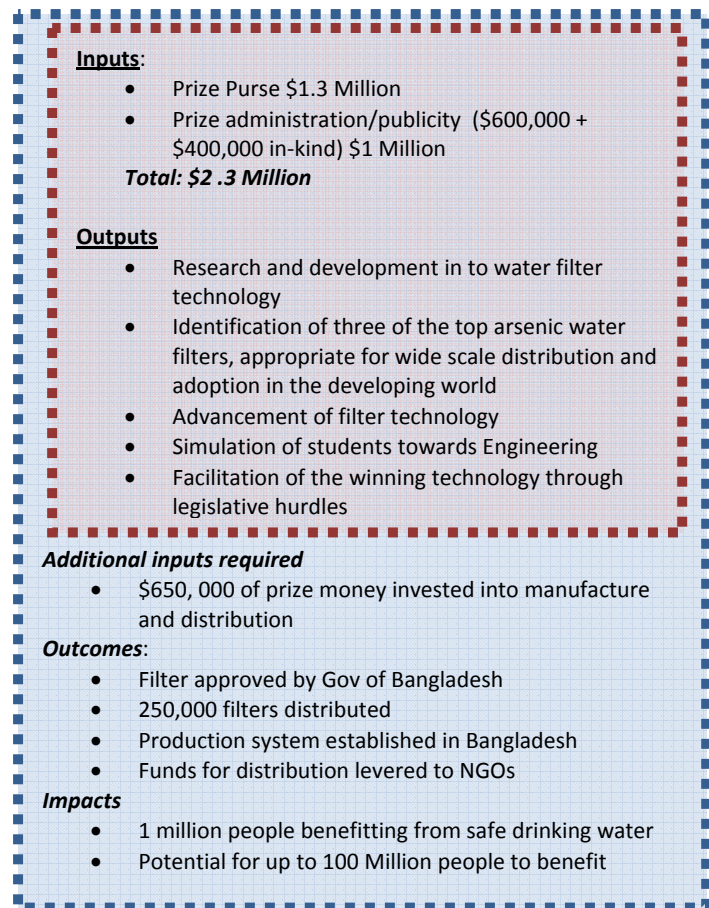 Inputs:
• Prize Purse $1.3 Million
• Prize administration/publicity ($600,000 +
$400,000 in-kind) $1 Million
Total: $2 .3 Million
Outputs
• Research and development in to water filter
technology
• Identification of three of the top arsenic water
filters, appropriate for wide scale distribution and
adoption in the developing world
• Advancement of filter technology
• Simulation of students towards Engineering
• Facilitation of the winning technology through
legislative hurdles
Additional inputs required
• $650, 000 of prize money invested into manufacture
and distribution
Outcomes:
• Filter approved by Gov of Bangladesh
• 250,000 filters distributed
• Production system established in Bangladesh
• Funds for distribution levered to NGOs
Impacts
• 1 million people benefitting from safe drinking water
• Potential for up to 100 Million people to benefit